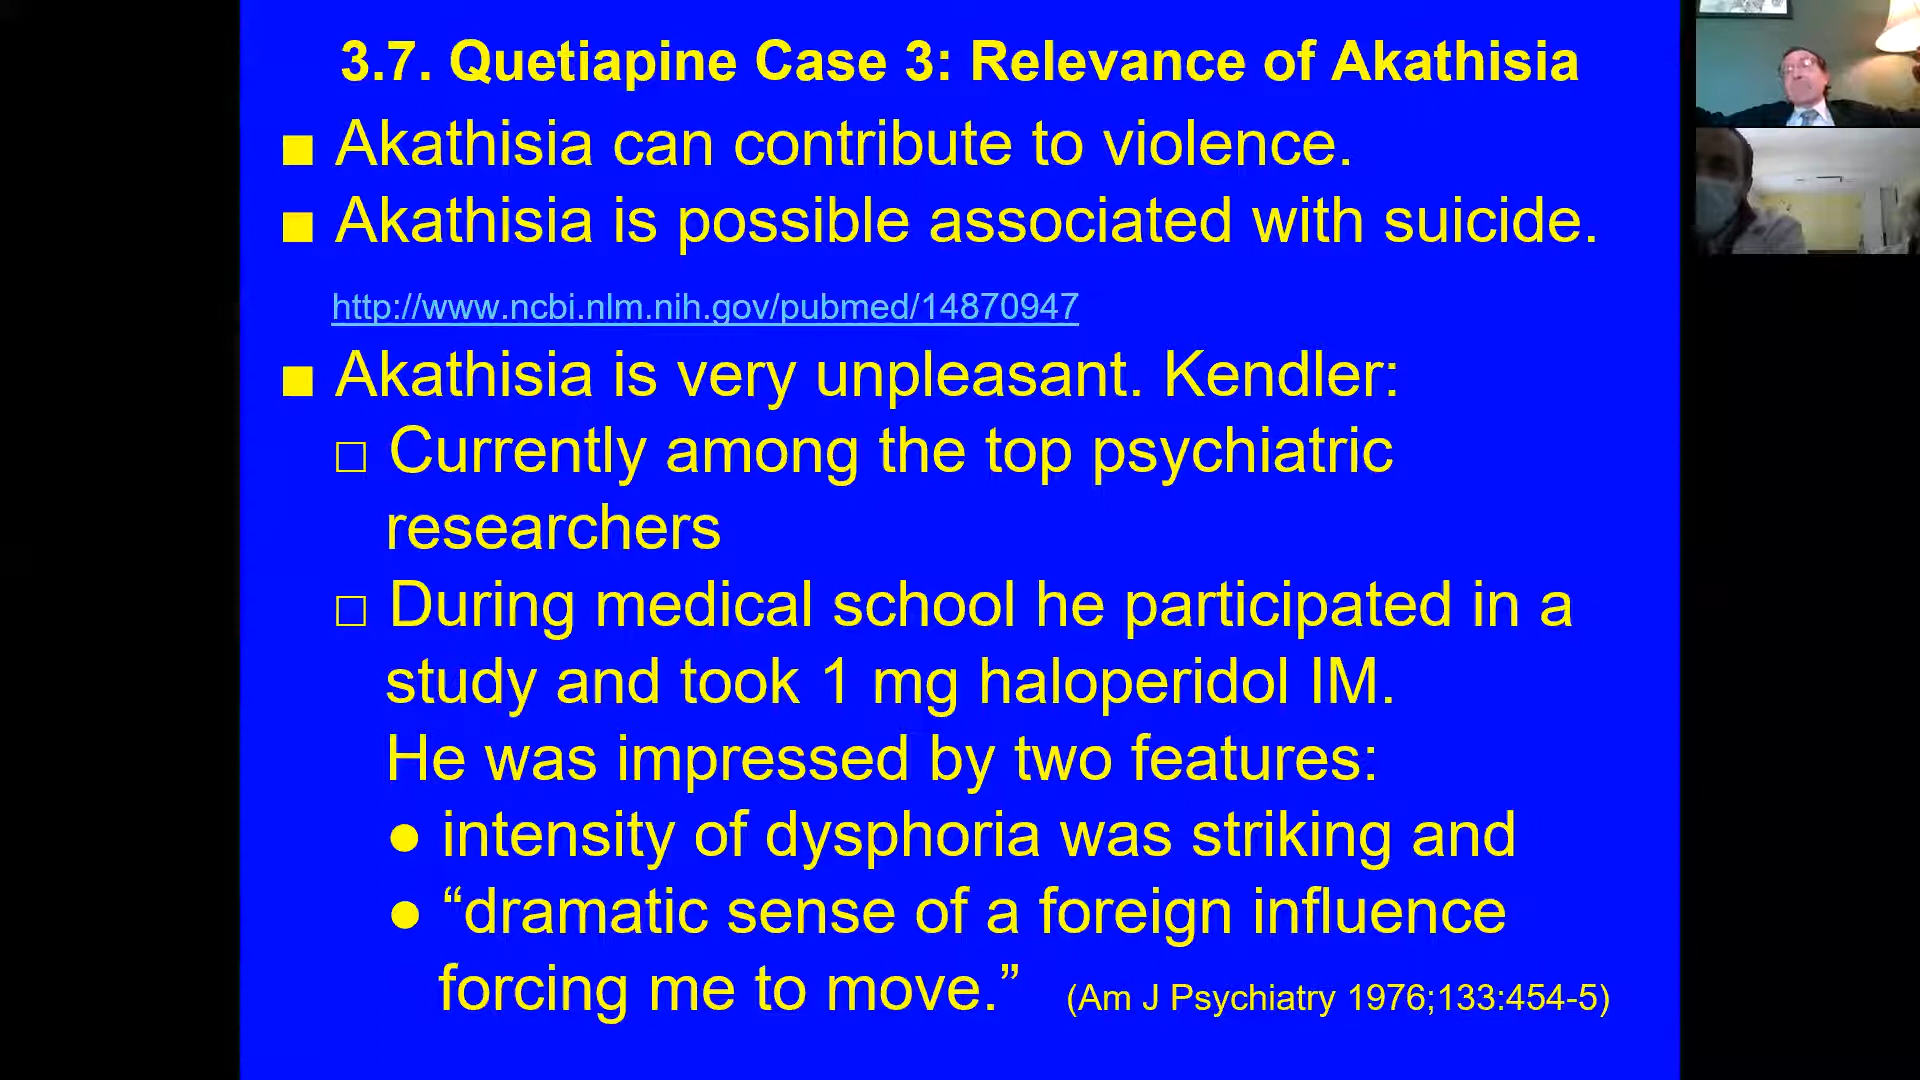 3.7. Quetiapine Case 3: Relevance of Akathisia
■ Akathisia can contribute to violence.
■ Akathisia is possible associated with suicide.
http://www.ncbi.nlm.nih.gov/pubmed/14870947
■ Akathisia is very unpleasant. Kendler:
□ Currently among the top psychiatric
researchers
□ During medical school he participated in a
study and took 1 mg haloperidol IM.
He was impressed by two features:
● intensity of dysphoria was striking and
● “dramatic sense of a foreign influence
forcing me to move.” (Am J Psychiatry 1976;133:454-5)